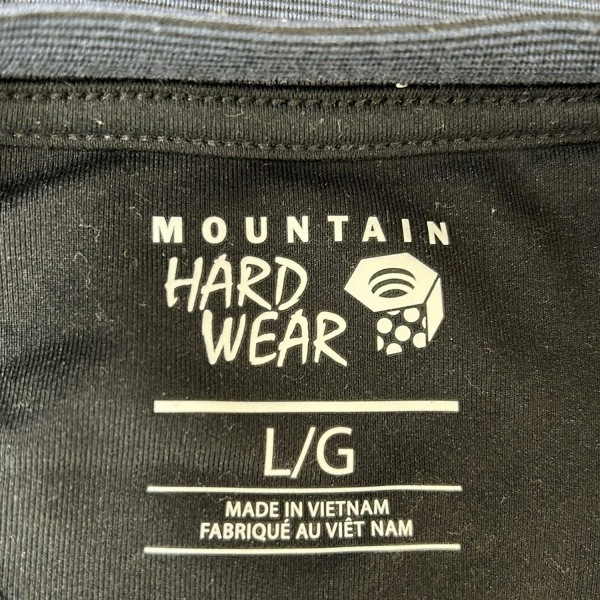 MOUNTAIN
HARD
WEAR
L/G
MADE IN VIETNAM
FABRIQUÉ AU VIÊT NAM